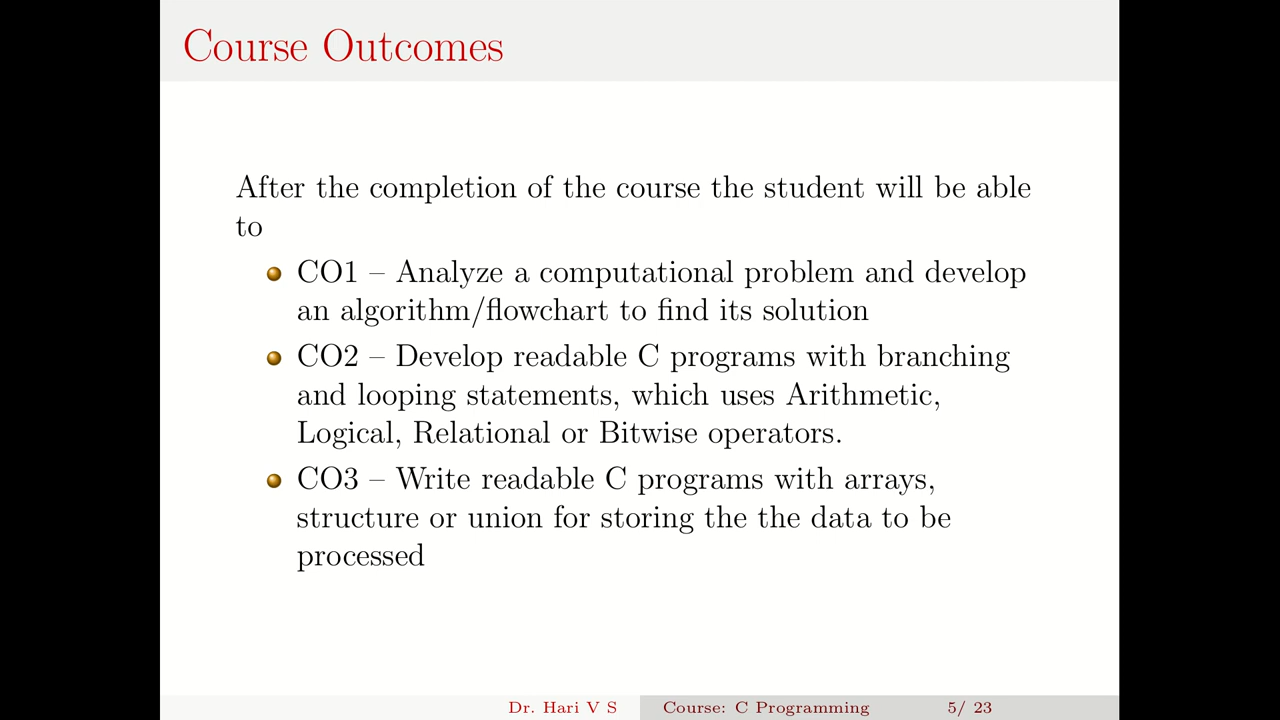 Course Outcomes
After the completion of the course the student will be able
to
CO1 – Analyze a computational problem and develop
an algorithm/flowchart to find its solution
CO2 – Develop readable C programs with branching
and looping statements, which uses Arithmetic,
Logical, Relational or Bitwise operators.
CO3 – Write readable C programs with arrays,
structure or union for storing the the data to be
processed
Dr. Hari V S Course: C Programming 5/ 23